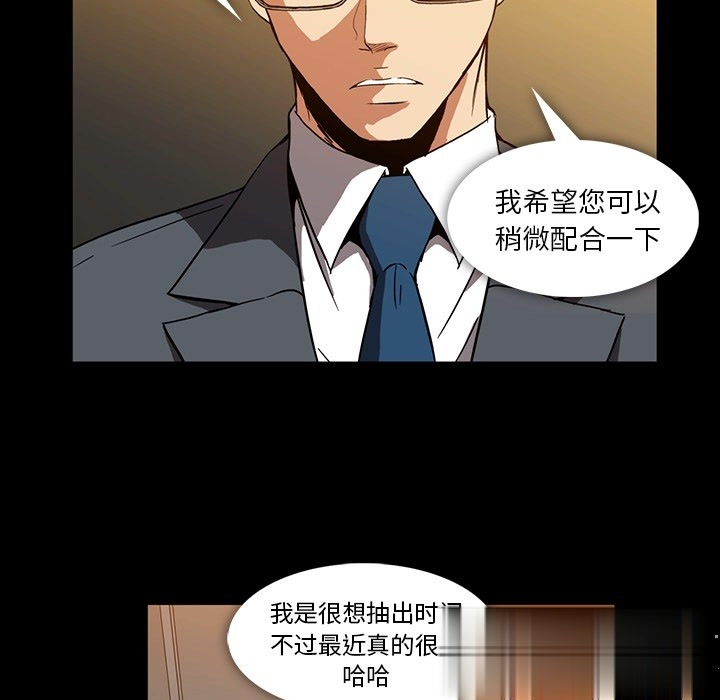 我希望您可以
稍微配合一下
我是很想抽出时间
不过最近真的很
哈哈